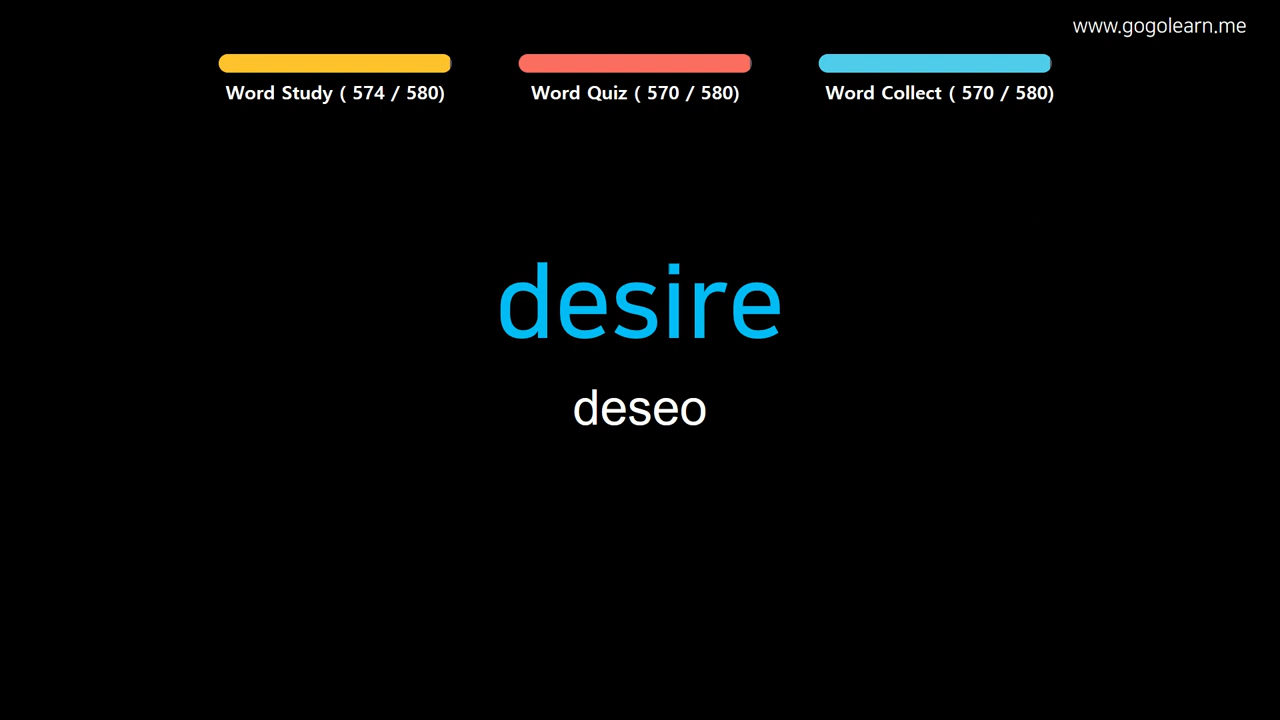 www.gogolearn.me
Word Study ( 574 / 580)
Word Quiz ( 570 / 580)
Word Collect ( 570 / 580)
desire
deseo